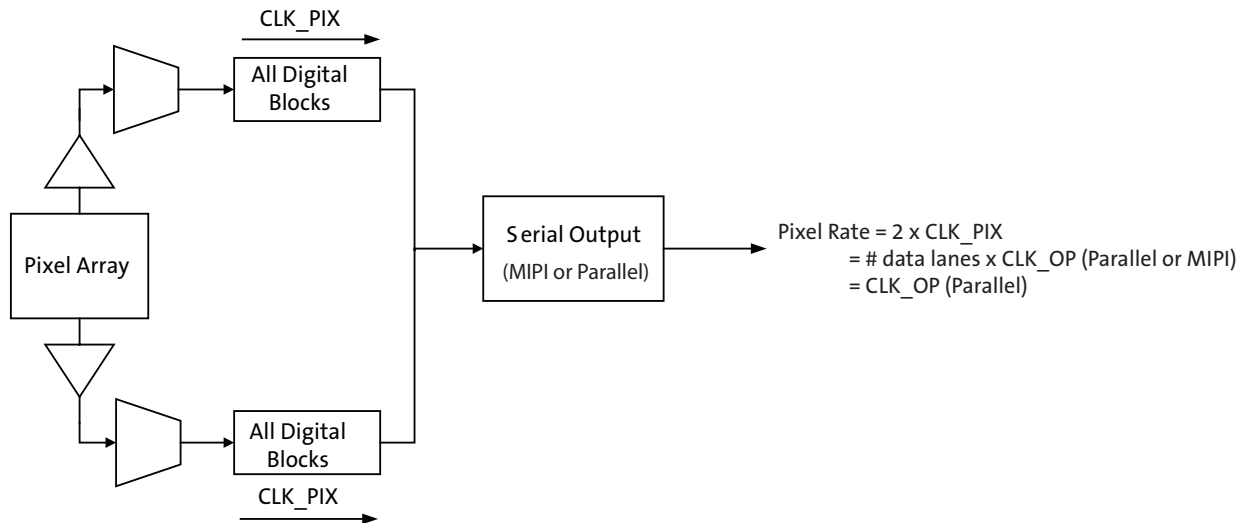 CLK_PIX
All Digital
Blocks
Pixel Array
Serial Output
(MIPI or Parallel)
Pixel Rate = 2 x CLK_PIX
= # data lanes x CLK_OP (Parallel or MIPI)
= CLK_OP (Parallel)
All Digital
Blocks
CLK_PIX